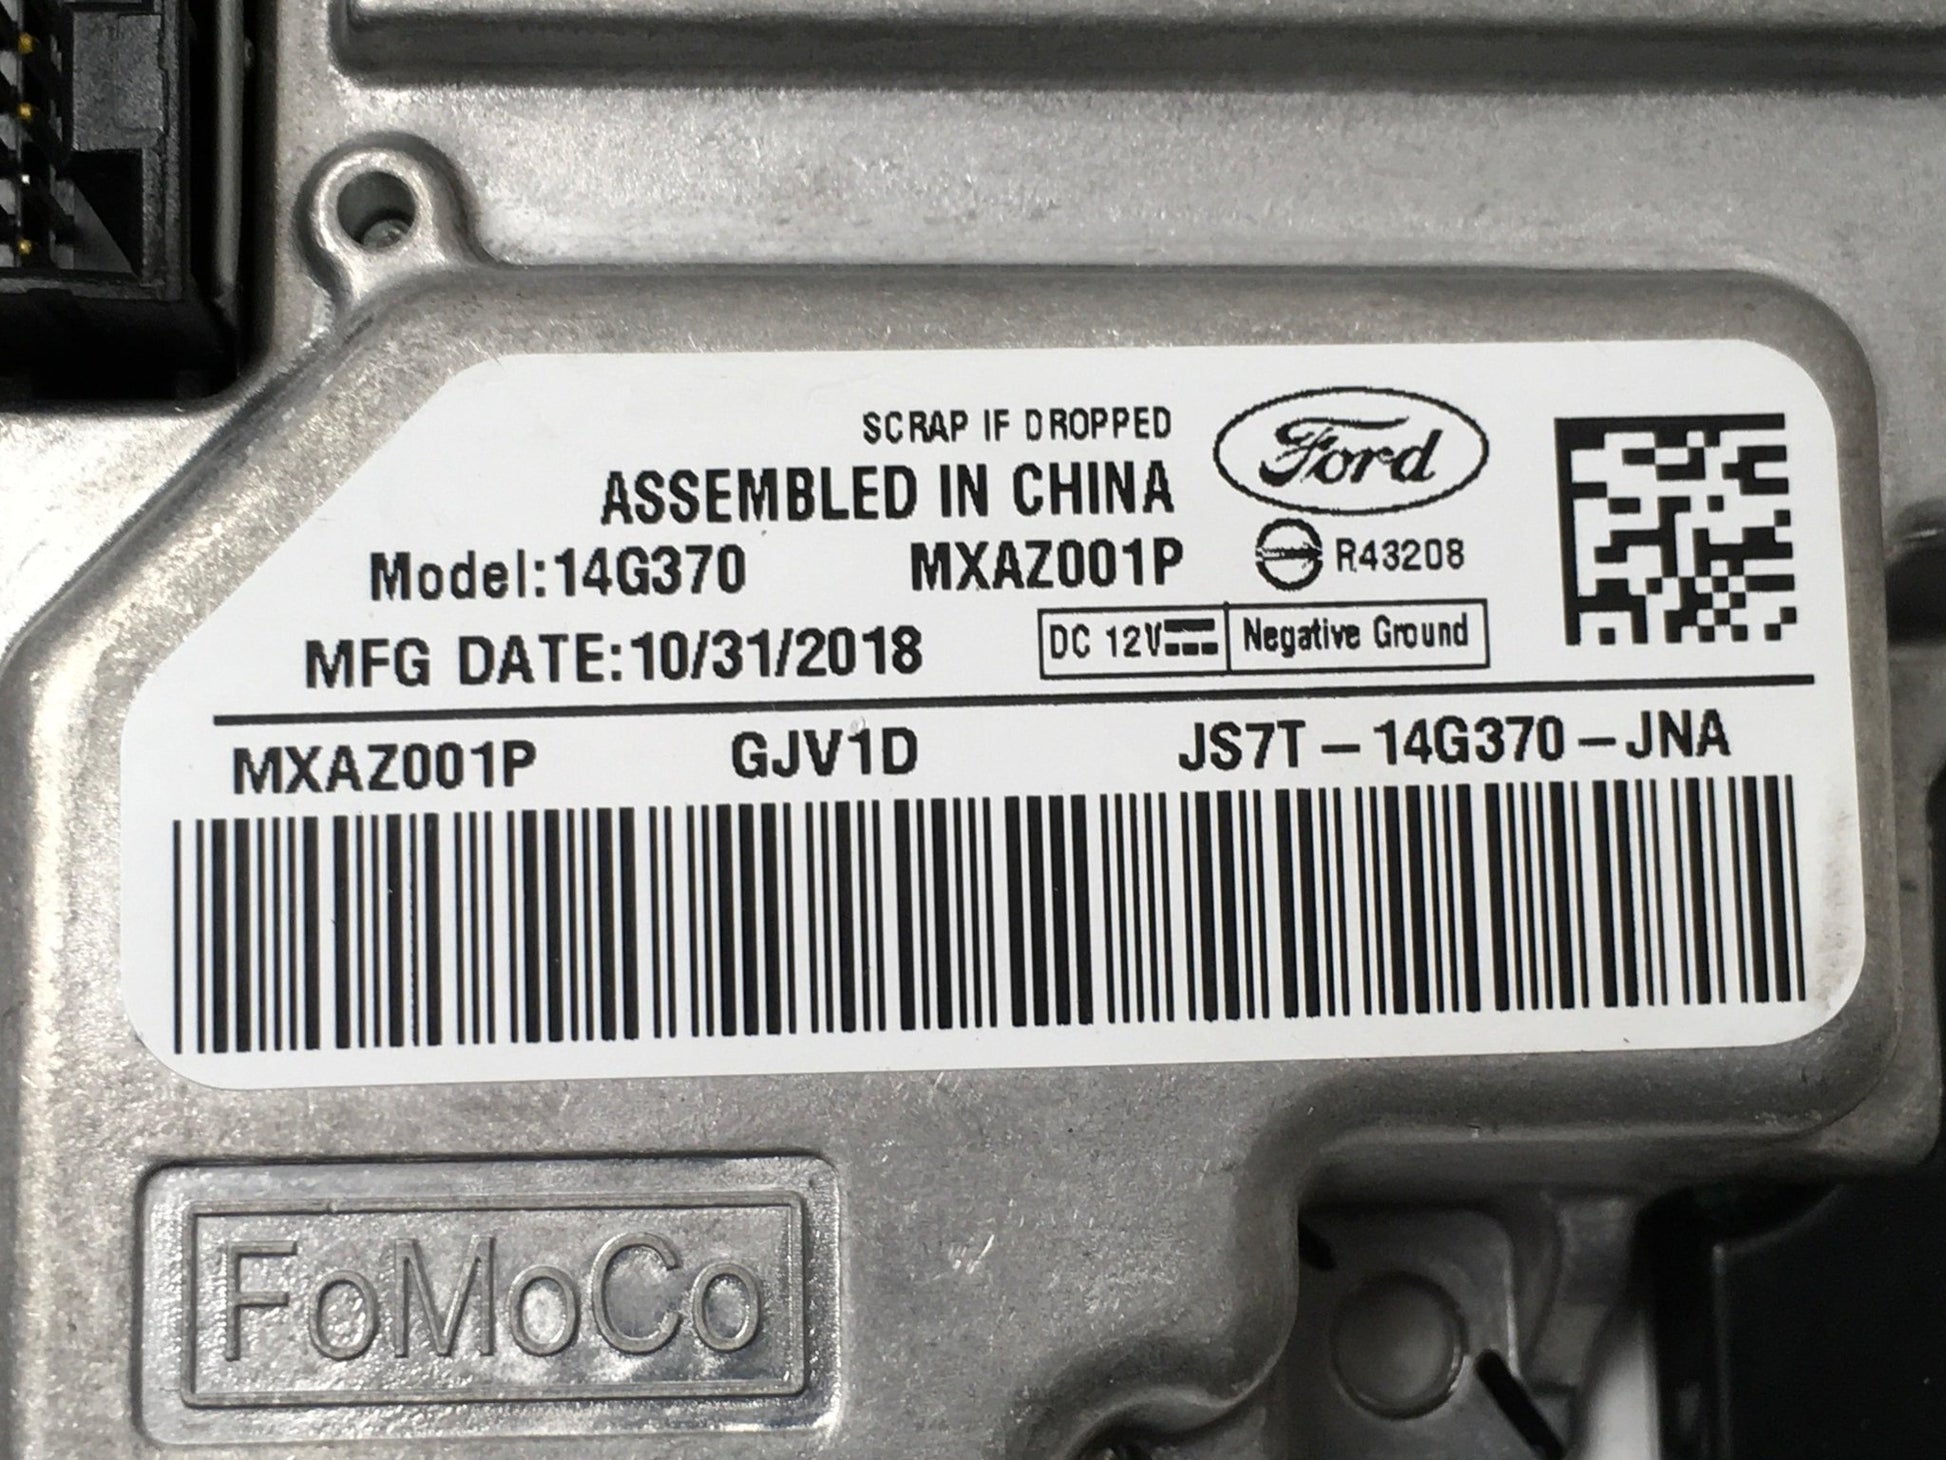 SCRAP IF DROPPED
Ford
ASSEMBLED IN CHINA
Model:14G370 MXAZ001P R43208
MFG DATE:10/31/2018 DC 12V Negative Ground
MXAZ001P GJV1D JS7T-14G370-JNA
FoMoCo